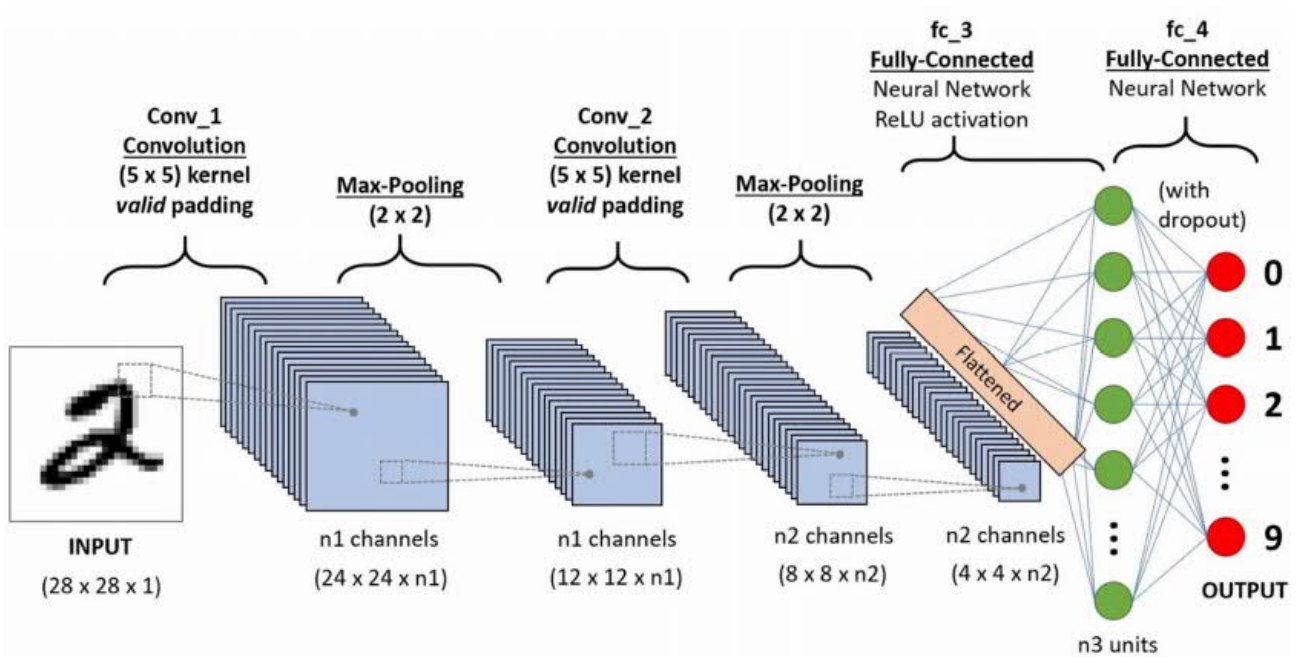 fc_3
Fully-Connected
Neural Network
ReLU activation
fc_4
Fully-Connected
Neural Network
Conv_1
Convolution
(5 x 5) kernel
valid padding
Max-Pooling
(2 x 2)
Conv_2
Convolution
(5 x 5) kernel
valid padding
Max-Pooling
(2 x 2)
(with
dropout)
Flattened
0
1
2
9
INPUT
(28 x 28 x 1)
n1 channels
(24 x 24 x n1)
n1 channels
(12 x 12 x n1)
n2 channels
(8 x 8 x n2)
n2 channels
(4 x 4 x n2)
OUTPUT
n3 units
2